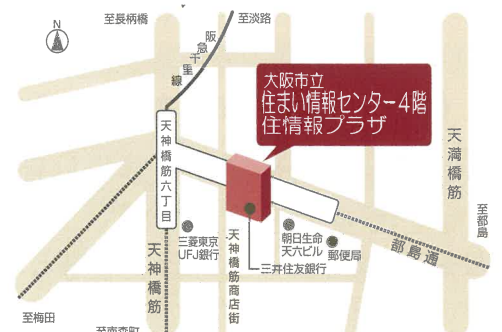 N
至長柄橋
至淡路
阪急千里線
大阪市立
住まい情報センター4階
住情報プラザ
天神橋筋六丁目
天満橋筋
至都島
三菱東京
UFJ銀行
朝日生命
天六ビル
郵便局
都島通
三井住友銀行
天神橋筋
天神橋筋商店街
至梅田
至南森町